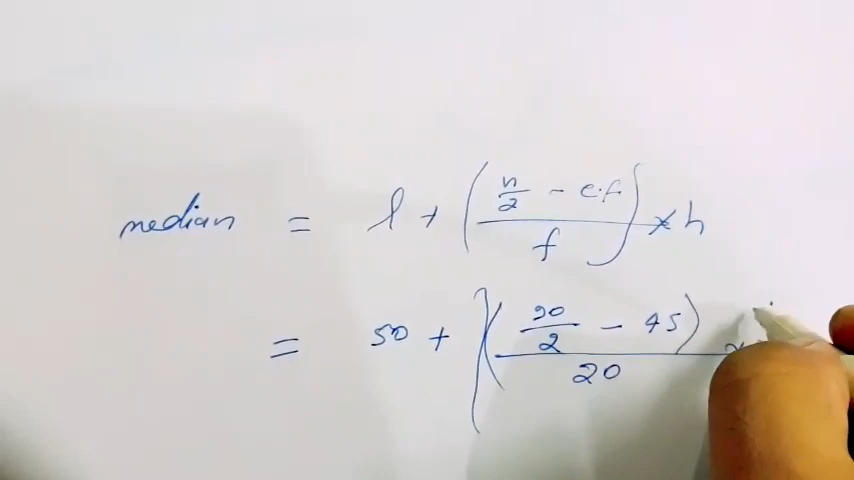 median = l + ( n/2 - c.f / f ) × h
= 50 + ( ( 90/2 - 45 ) / 20 ) ×